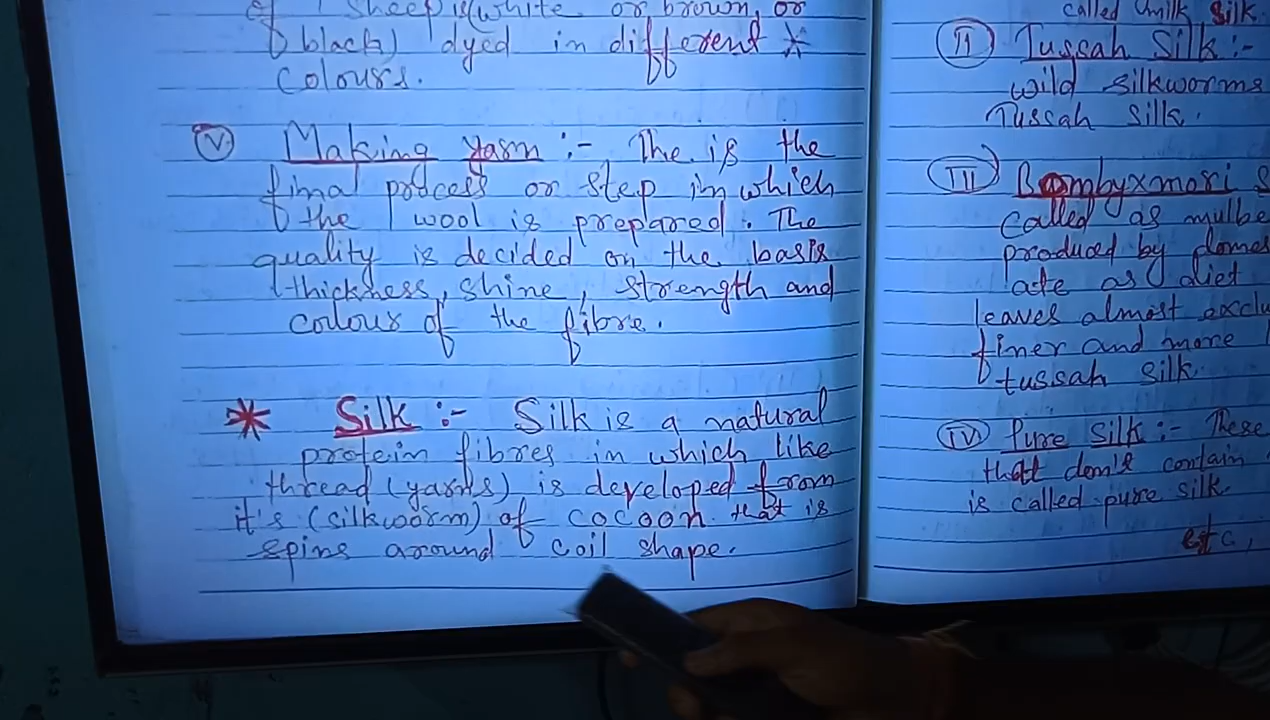 of sheep is (white or brown, or
black) dyed in different
colours.
V. Making yarn :- The is the
final process or step in which
the wool is prepared. The
quality is decided on the basis
thickness, shine, strength and
colour of the fibre.
* Silk :- Silk is a natural
protein fibres in which like
thread (yarns) is developed from
it's (silkworm) of cocoon that is
spins around coil shape.
*
called Silk.
II Tussah Silk :-
wild silkworms
Tussah silk.
III Bombyxmori S
called as mulbe
produced by domes
ate as diet
leaves almost exclu
finer and more
tussah silk.
IV Pure Silk :- These
that don't contain
is called pure silk.
etc,